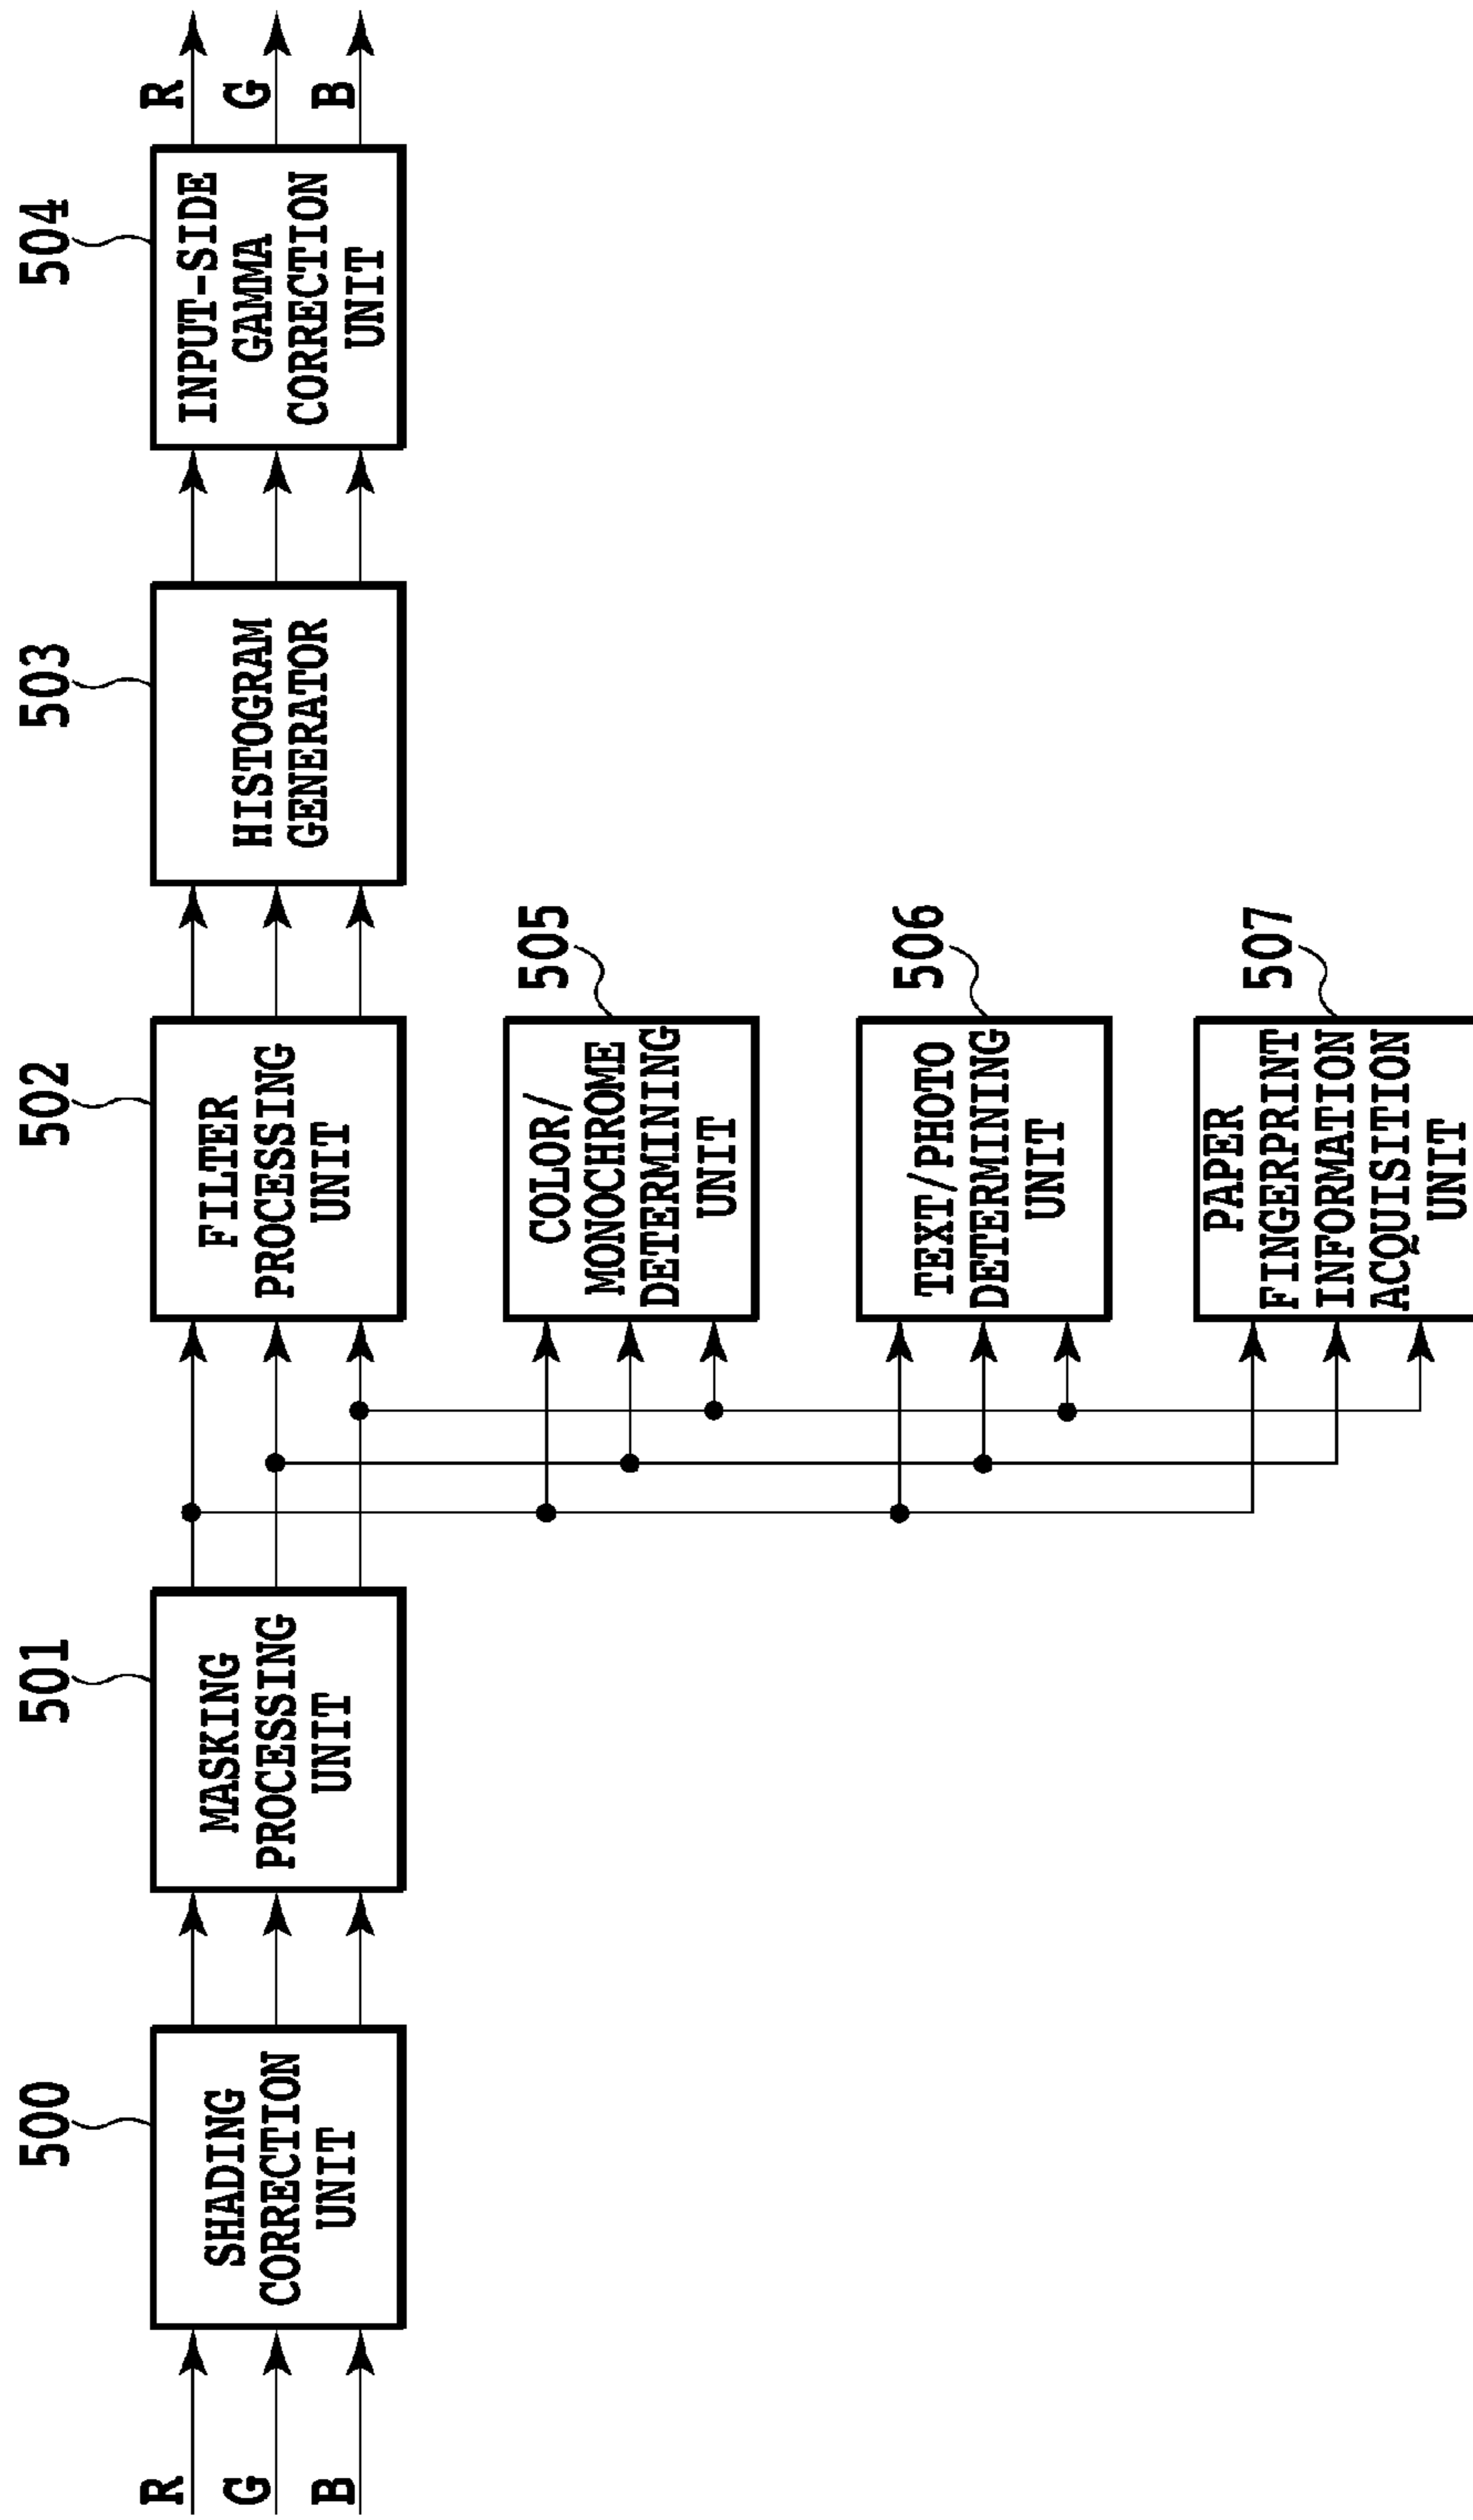 500
501
502
503
504
R
G
B
SHADING
CORRECTION
UNIT
MASKING
PROCESSING
UNIT
FILTER
PROCESSING
UNIT
HISTOGRAM
GENERATOR
INPUT-SIDE
GAMMA
CORRECTION
UNIT
R
G
B
505
COLOR/
MONOCHROME
DETERMINING
UNIT
506
TEXT/PHOTO
DETERMINING
UNIT
507
PAPER
FINGERPRINT
INFORMATION
ACQUISITION
UNIT